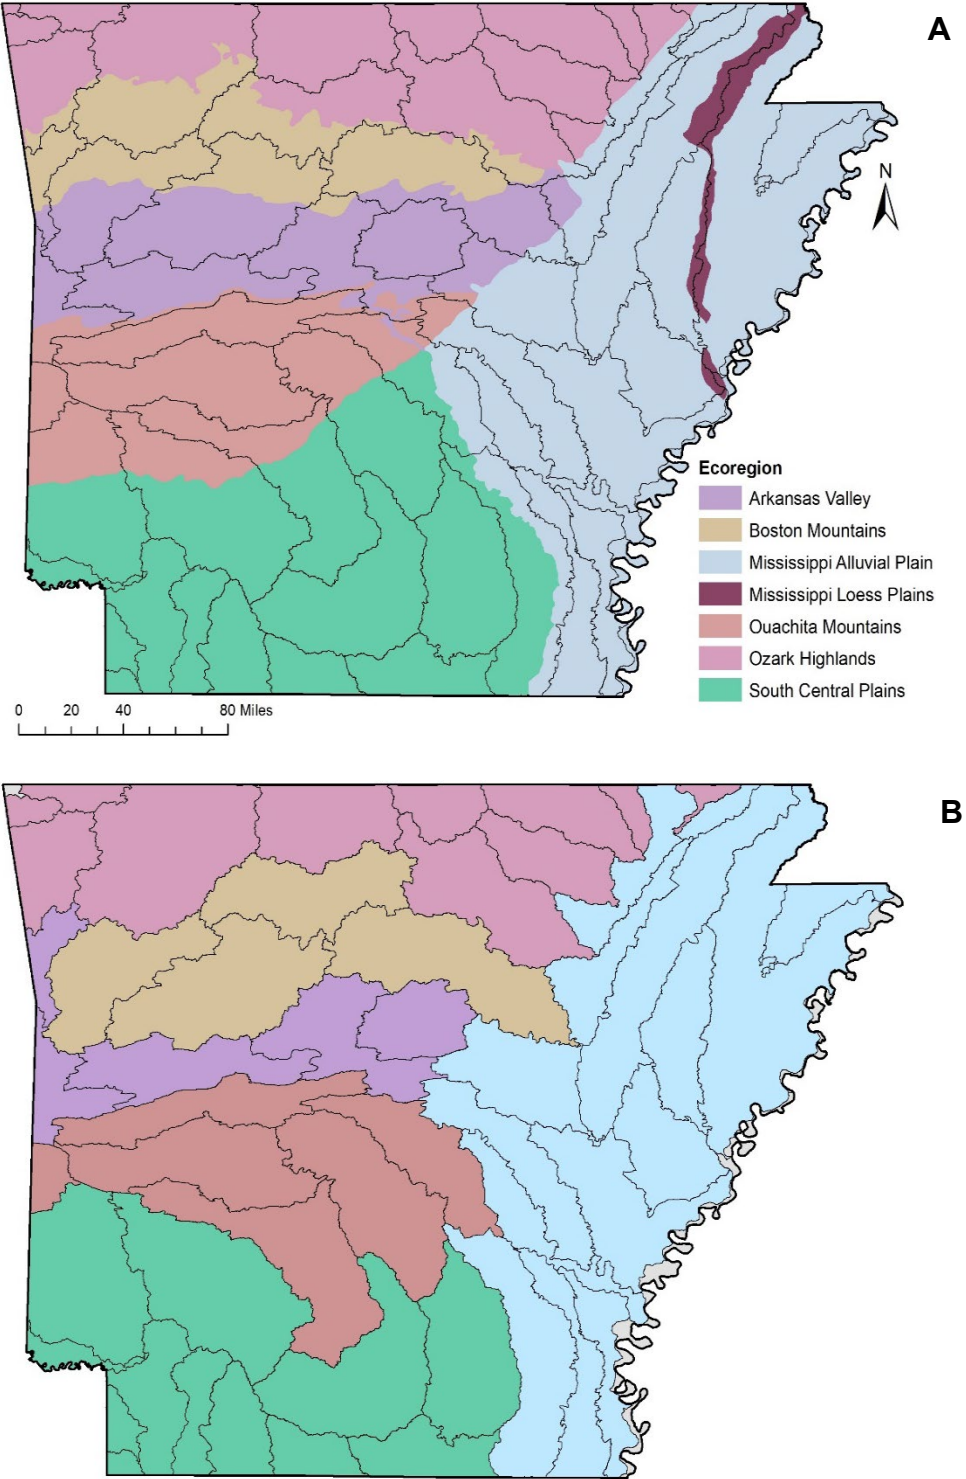 A
N
Ecoregion
Arkansas Valley
Boston Mountains
Mississippi Alluvial Plain
Mississippi Loess Plains
Ouachita Mountains
Ozark Highlands
South Central Plains
0 20 40 80 Miles
B